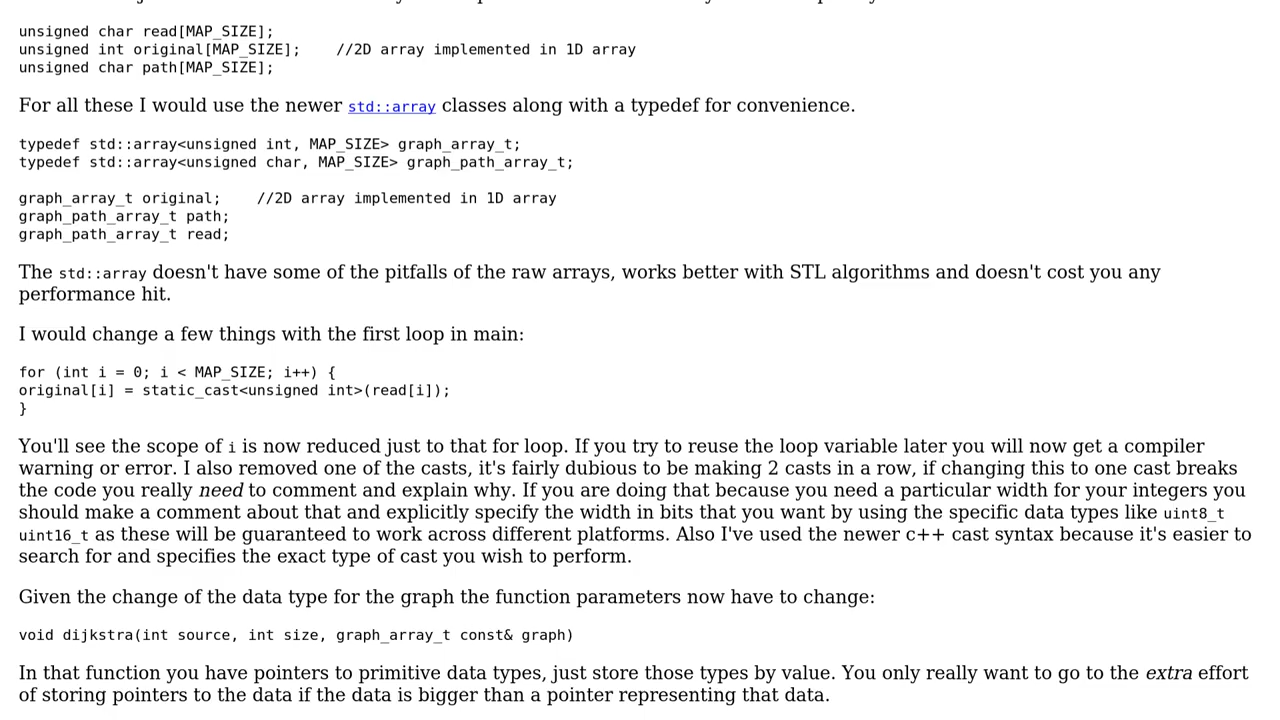 unsigned char read[MAP_SIZE];
unsigned int original[MAP_SIZE];    //2D array implemented in 1D array
unsigned char path[MAP_SIZE];
For all these I would use the newer std::array classes along with a typedef for convenience.
typedef std::array<unsigned int, MAP_SIZE> graph_array_t;
typedef std::array<unsigned char, MAP_SIZE> graph_path_array_t;
graph_array_t original;    //2D array implemented in 1D array
graph_path_array_t path;
graph_path_array_t read;
The std::array doesn't have some of the pitfalls of the raw arrays, works better with STL algorithms and doesn't cost you any
performance hit.
I would change a few things with the first loop in main:
for (int i = 0; i < MAP_SIZE; i++) {
original[i] = static_cast<unsigned int>(read[i]);
}
You'll see the scope of i is now reduced just to that for loop. If you try to reuse the loop variable later you will now get a compiler
warning or error. I also removed one of the casts, it's fairly dubious to be making 2 casts in a row, if changing this to one cast breaks
the code you really need to comment and explain why. If you are doing that because you need a particular width for your integers you
should make a comment about that and explicitly specify the width in bits that you want by using the specific data types like uint8_t
uint16_t as these will be guaranteed to work across different platforms. Also I've used the newer c++ cast syntax because it's easier to
search for and specifies the exact type of cast you wish to perform.
Given the change of the data type for the graph the function parameters now have to change:
void dijkstra(int source, int size, graph_array_t const& graph)
In that function you have pointers to primitive data types, just store those types by value. You only really want to go to the extra effort
of storing pointers to the data if the data is bigger than a pointer representing that data.